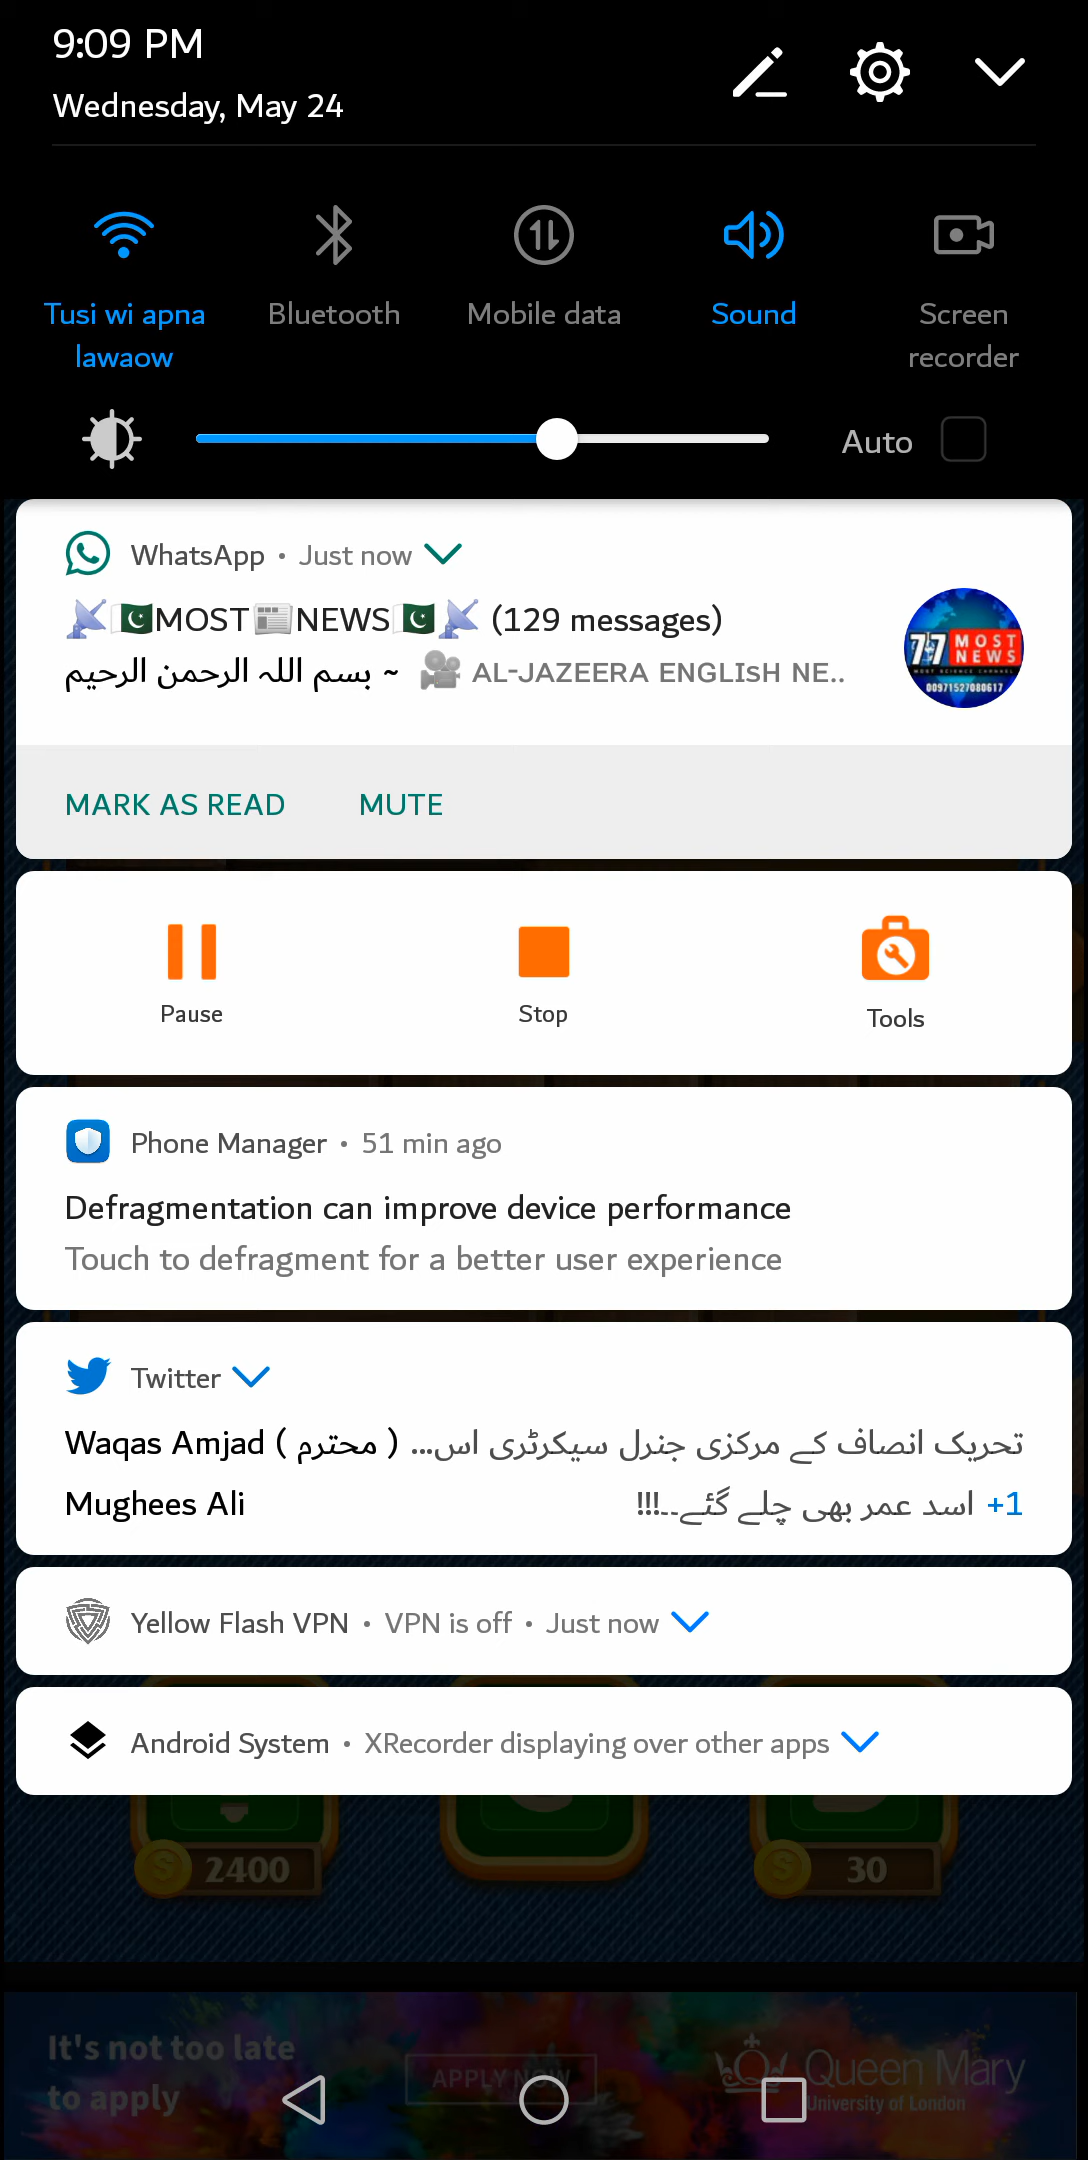 9:09 PM
Wednesday, May 24
Tusi wi apna lawaow
Bluetooth
Mobile data
Sound
Screen recorder
Auto
WhatsApp • Just now
📡🇵🇰MOST📰NEWS🇵🇰📡 (129 messages)
بسم اللہ الرحمن الرحیم ~ 🎥 AL-JAZEERA ENGLIsH NE..
77 MOST NEWS
00971527080617
MARK AS READ MUTE
Pause
Stop
Tools
Phone Manager • 51 min ago
Defragmentation can improve device performance
Touch to defragment for a better user experience
Twitter
Waqas Amjad ( محترم ) تحریک انصاف کے مرکزی جنرل سیکرٹری اس...
Mughees Ali اسد عمر بھی چلے گئے۔۔!!! +1
Yellow Flash VPN • VPN is off • Just now
Android System • XRecorder displaying over other apps
2400
30
It's not too late
to apply
APPLY NOW
Queen Mary
University of London